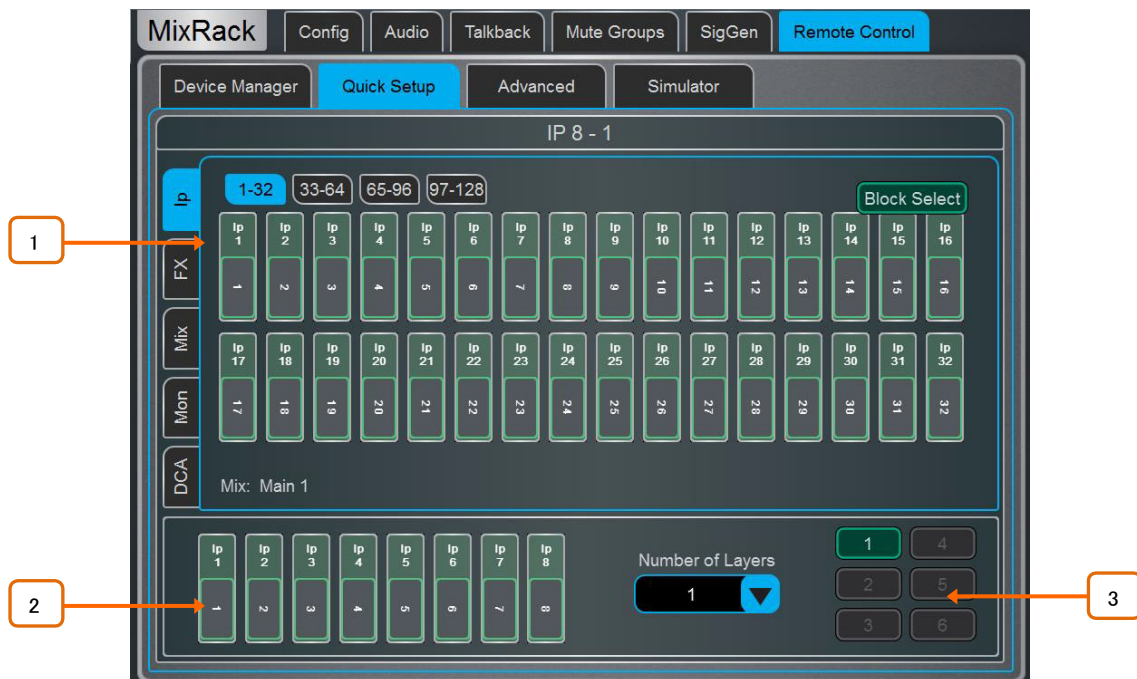 MixRack Config Audio Talkback Mute Groups SigGen Remote Control
Device Manager Quick Setup Advanced Simulator
IP 8 - 1
Ip
FX
Mix
Mon
DCA
1-32 33-64 65-96 97-128 Block Select
Ip 1 Ip 2 Ip 3 Ip 4 Ip 5 Ip 6 Ip 7 Ip 8 Ip 9 Ip 10 Ip 11 Ip 12 Ip 13 Ip 14 Ip 15 Ip 16
1 2 3 4 5 6 7 8 9 10 11 12 13 14 15 16
Ip 17 Ip 18 Ip 19 Ip 20 Ip 21 Ip 22 Ip 23 Ip 24 Ip 25 Ip 26 Ip 27 Ip 28 Ip 29 Ip 30 Ip 31 Ip 32
17 18 19 20 21 22 23 24 25 26 27 28 29 30 31 32
Mix: Main 1
Ip 1 Ip 2 Ip 3 Ip 4 Ip 5 Ip 6 Ip 7 Ip 8
1 2 3 4 5 6 7 8
Number of Layers
1
1 4
2 5
3 6
1
2
3